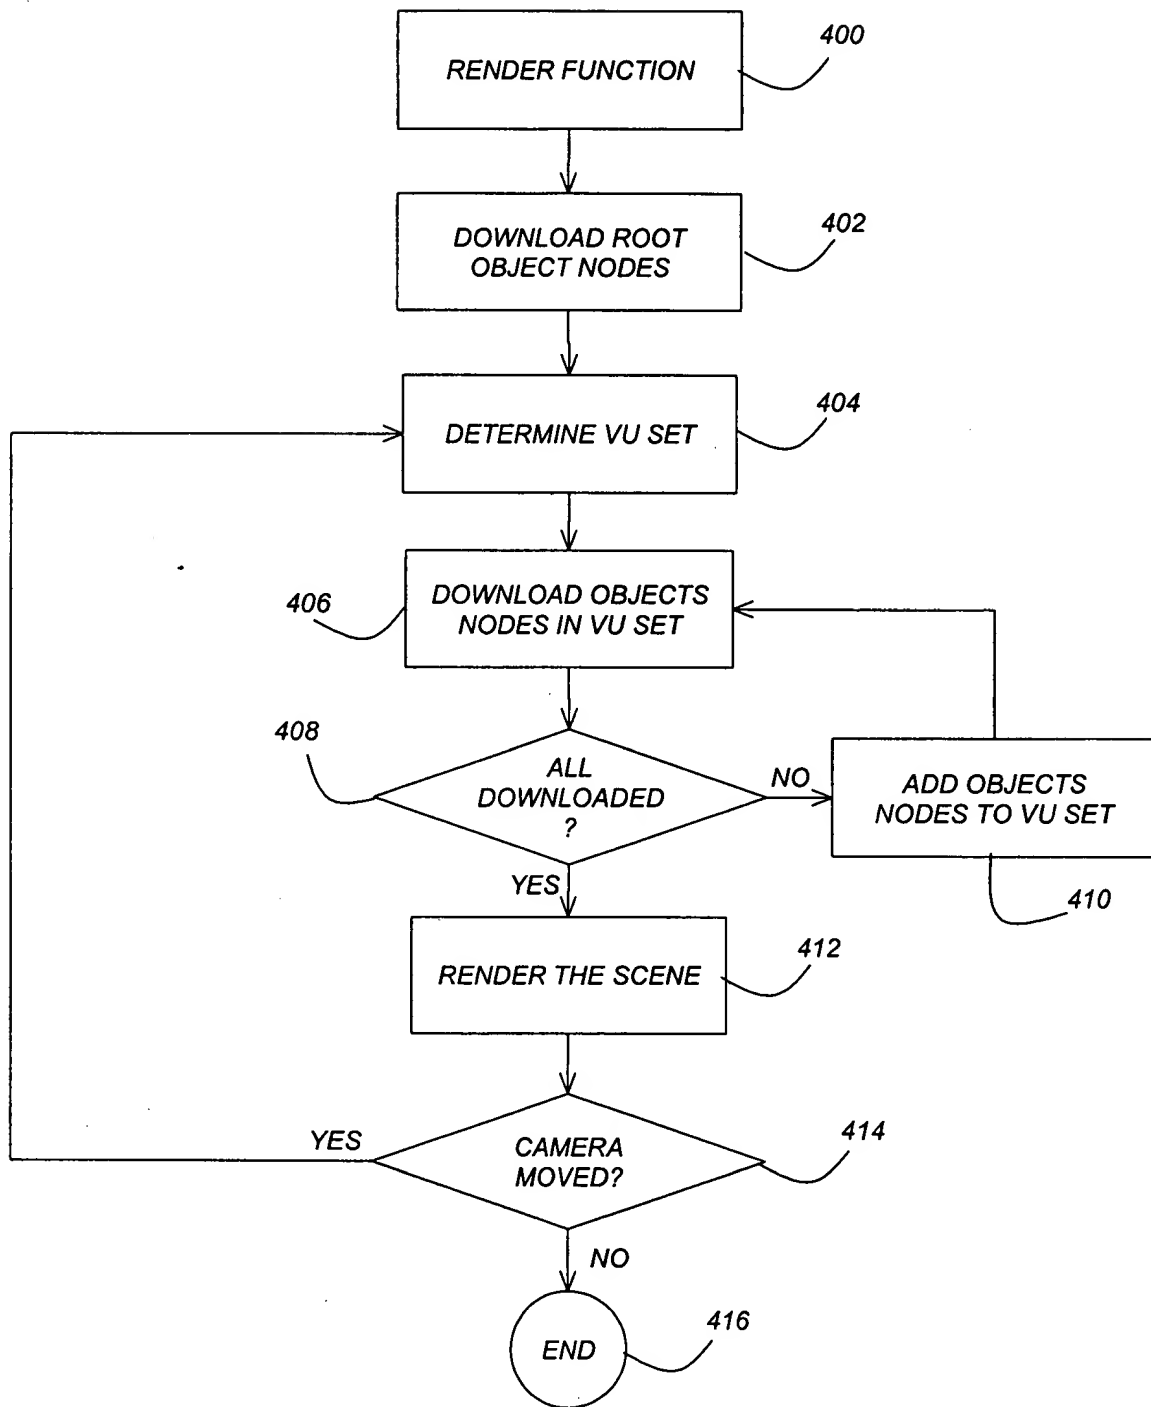 400
RENDER FUNCTION
402
DOWNLOAD ROOT
OBJECT NODES
404
DETERMINE VU SET
406
DOWNLOAD OBJECTS
NODES IN VU SET
408
ALL
DOWNLOADED
?
NO
ADD OBJECTS
NODES TO VU SET
410
YES
RENDER THE SCENE
412
YES
CAMERA
MOVED?
414
NO
END
416